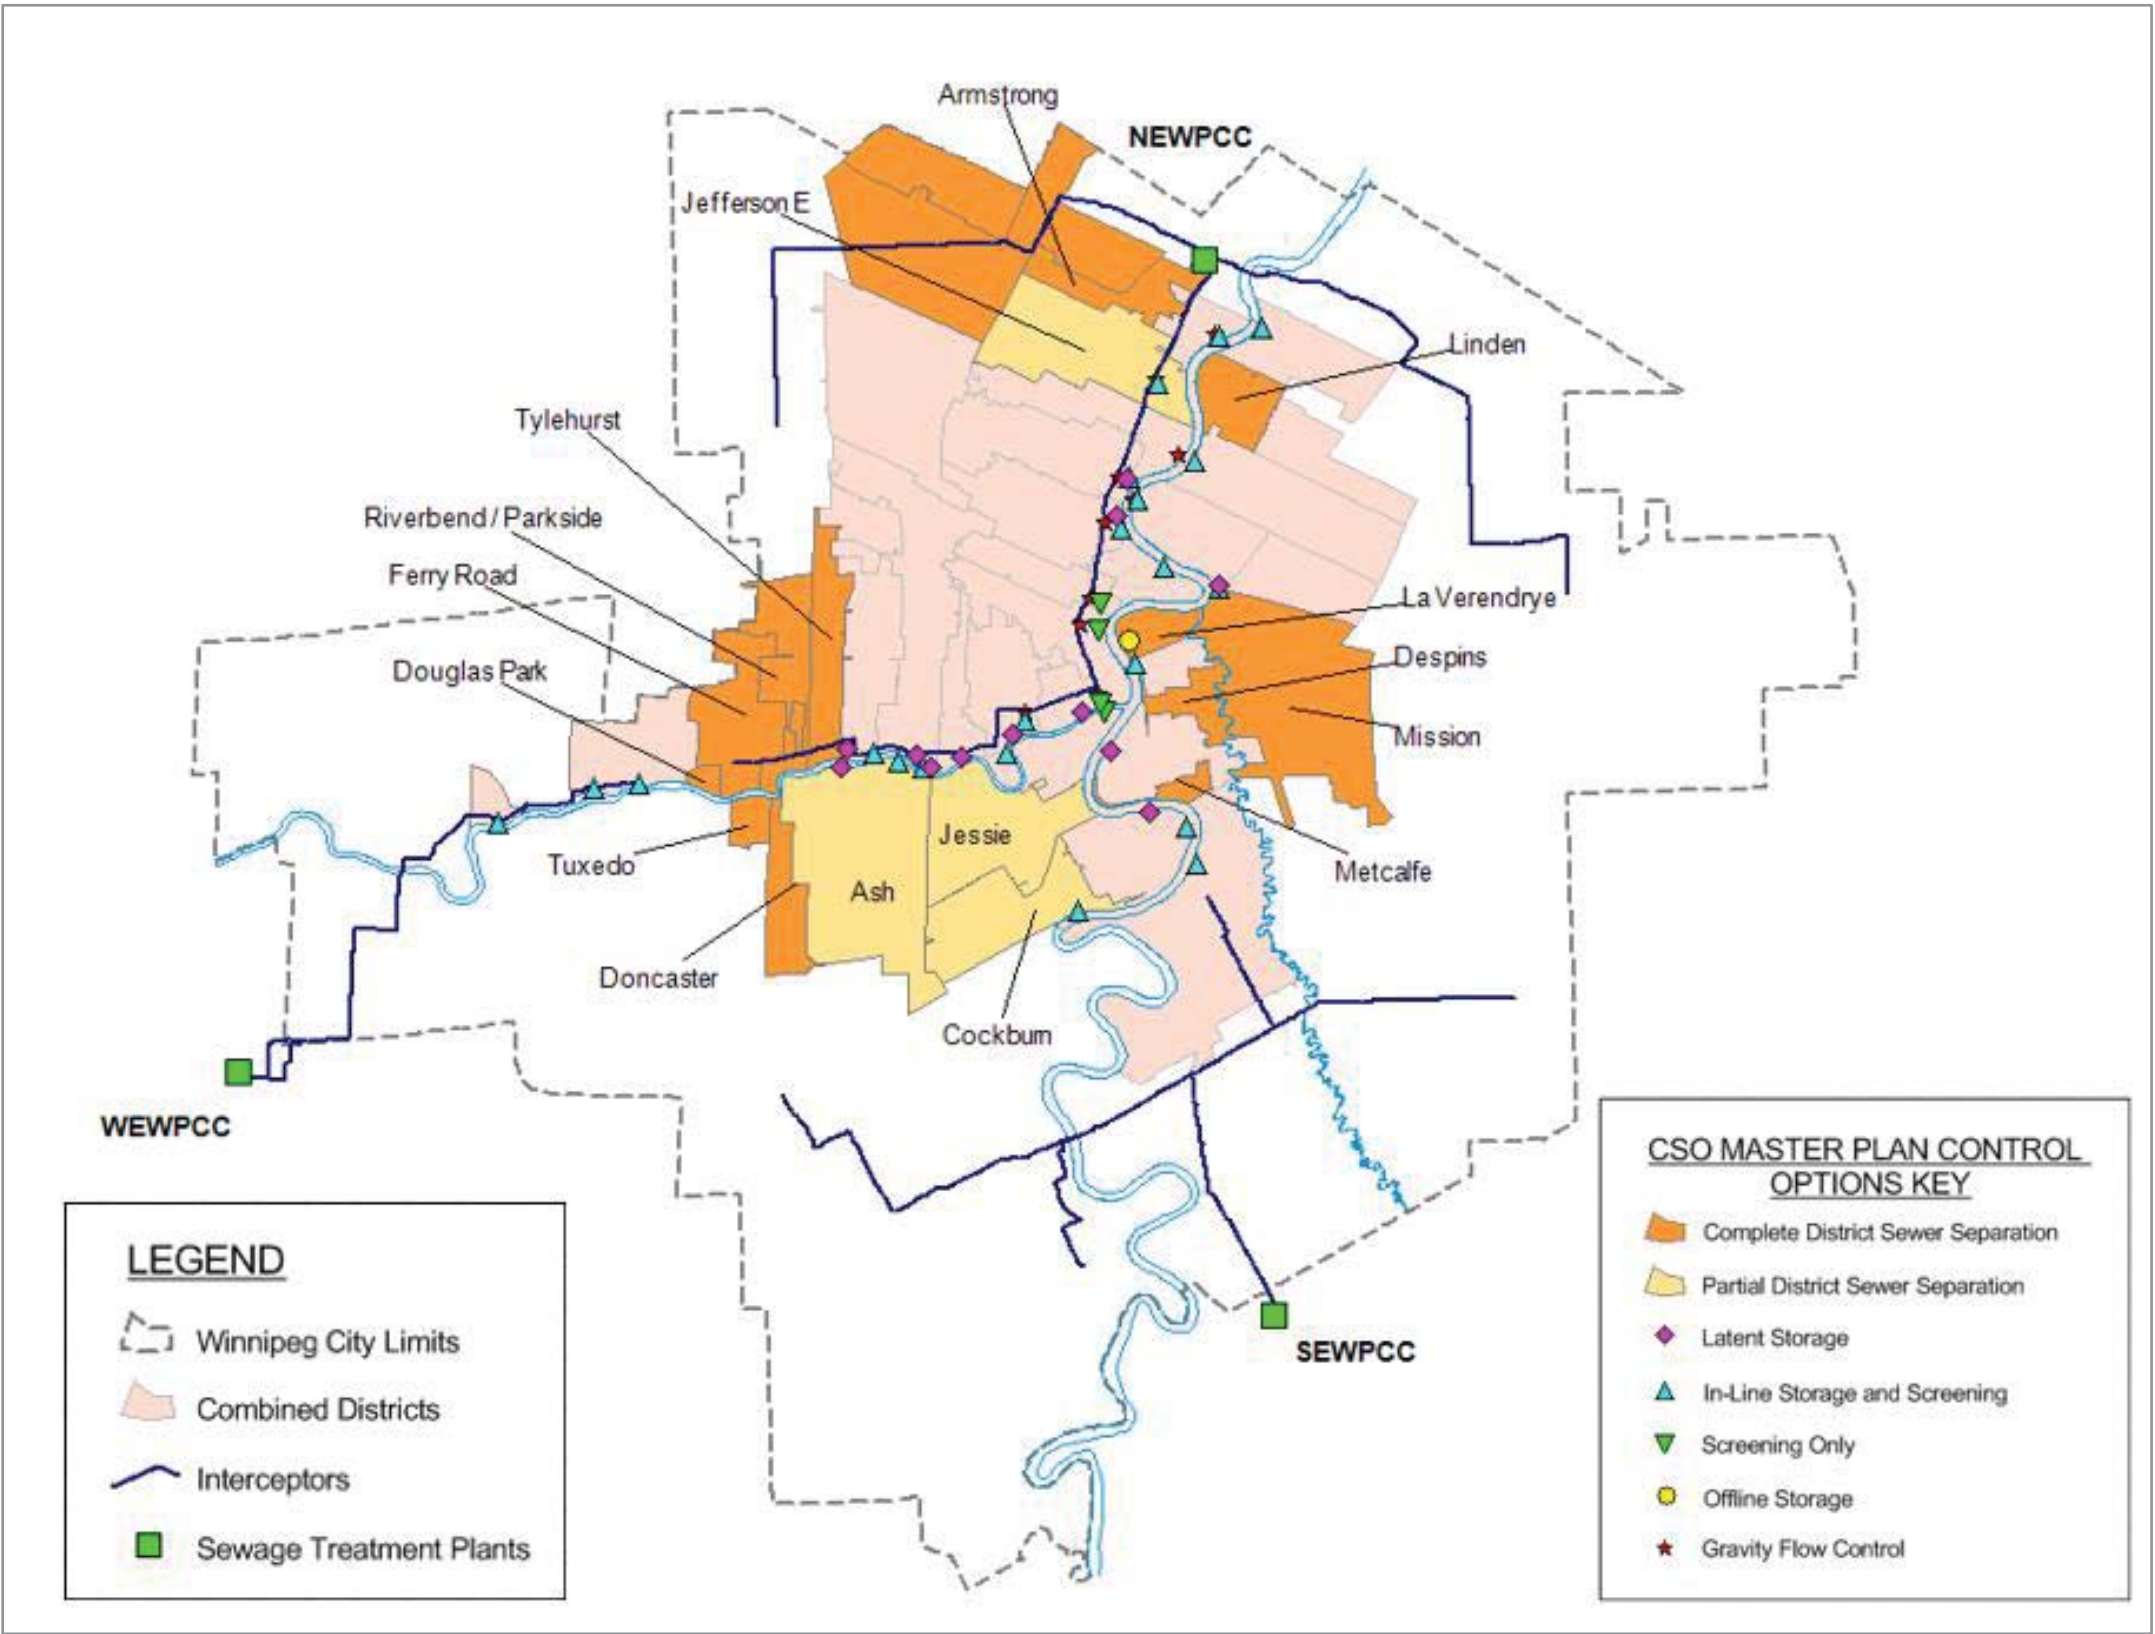 Armstrong
NEWPCC
Jefferson E
Linden
Tylehurst
Riverbend / Parkside
Ferry Road
La Verendrye
Douglas Park
Despins
Mission
Jessie
Tuxedo
Metcalfe
Ash
Doncaster
Cockburn
WEWPCC
SEWPCC
LEGEND
Winnipeg City Limits
Combined Districts
Interceptors
Sewage Treatment Plants
CSO MASTER PLAN CONTROL
OPTIONS KEY
Complete District Sewer Separation
Partial District Sewer Separation
Latent Storage
In-Line Storage and Screening
Screening Only
Offline Storage
Gravity Flow Control